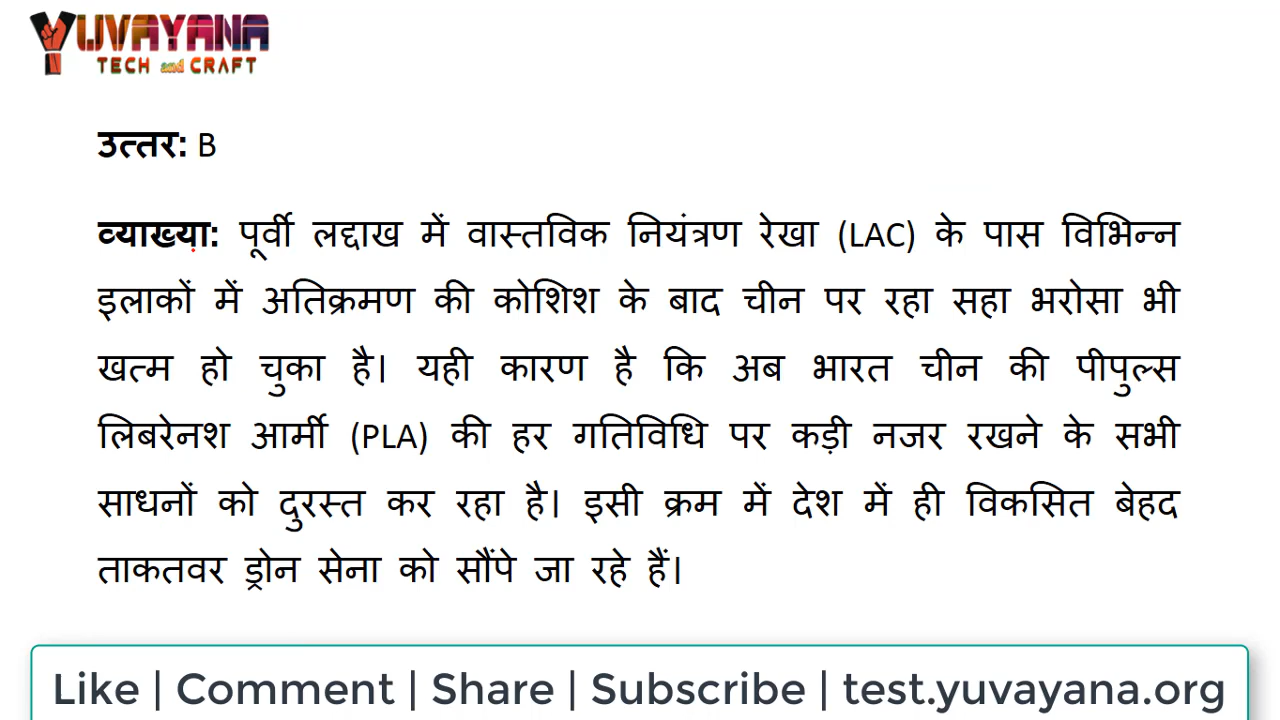 YUVAYANA
TECH and CRAFT
उत्तर: B
व्याख्या: पूर्वी लद्दाख में वास्तविक नियंत्रण रेखा (LAC) के पास विभिन्न
इलाकों में अतिक्रमण की कोशिश के बाद चीन पर रहा सहा भरोसा भी
खत्म हो चुका है। यही कारण है कि अब भारत चीन की पीपुल्स
लिबरेनश आर्मी (PLA) की हर गतिविधि पर कड़ी नजर रखने के सभी
साधनों को दुरस्त कर रहा है। इसी क्रम में देश में ही विकसित बेहद
ताकतवर ड्रोन सेना को सौंपे जा रहे हैं।
Like | Comment | Share | Subscribe | test.yuvayana.org